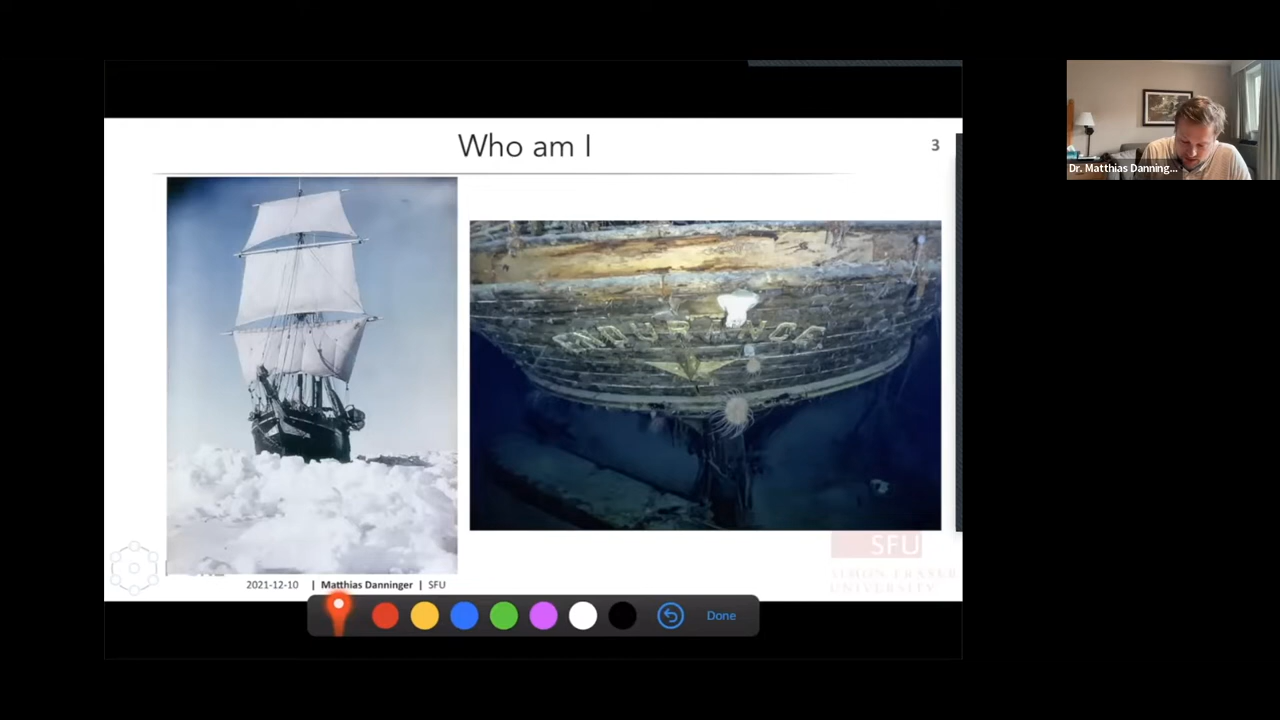 Who am I
3
ENDURANCE
2021-12-10 | Matthias Danninger | SFU
SFU
SIMON FRASER
UNIVERSITY
Done
Dr. Matthias Danning...